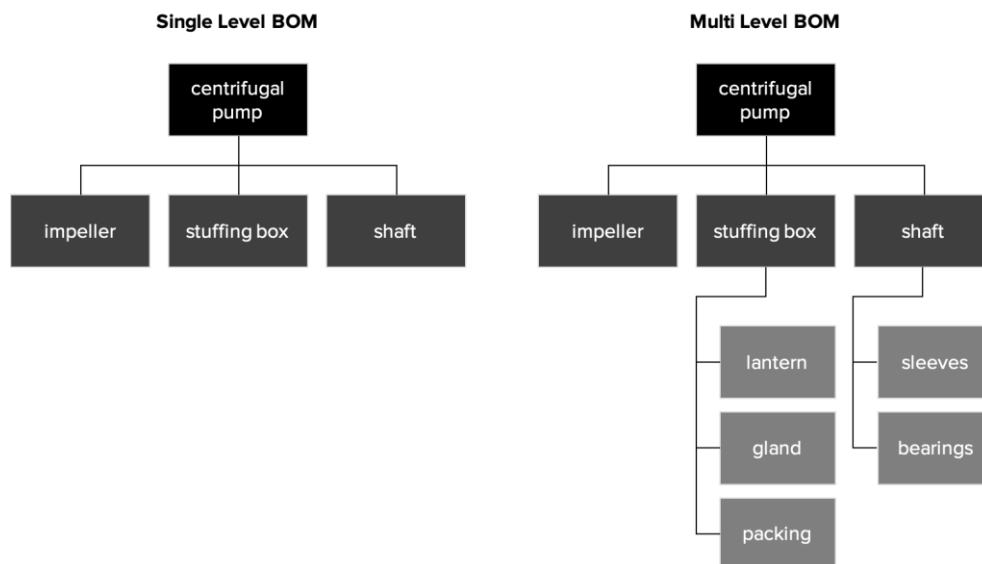 Single Level BOM
centrifugal
pump
impeller
stuffing box
shaft
Multi Level BOM
centrifugal
pump
impeller
stuffing box
shaft
lantern
gland
packing
sleeves
bearings